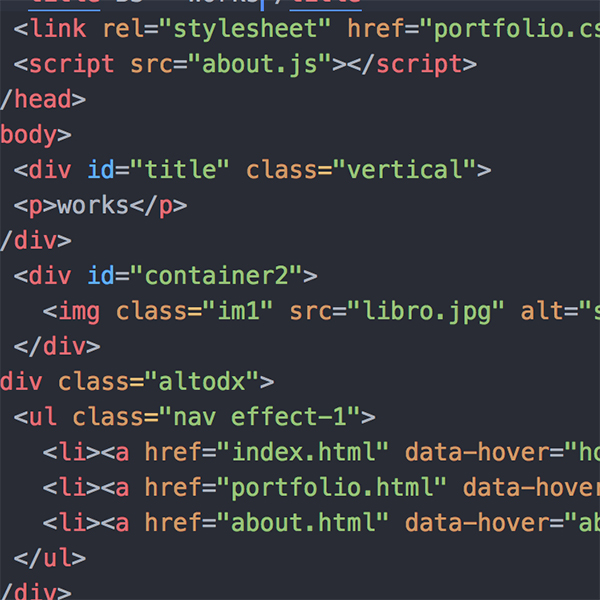 <link rel="stylesheet" href="portfolio.cs
<script src="about.js"></script>
/head>
body>
<div id="title" class="vertical">
<p>works</p>
/div>
<div id="container2">
<img class="im1" src="libro.jpg" alt="s
</div>
div class="altodx">
<ul class="nav effect-1">
<li><a href="index.html" data-hover="ho
<li><a href="portfolio.html" data-hover
<li><a href="about.html" data-hover="ab
</ul>
/div>